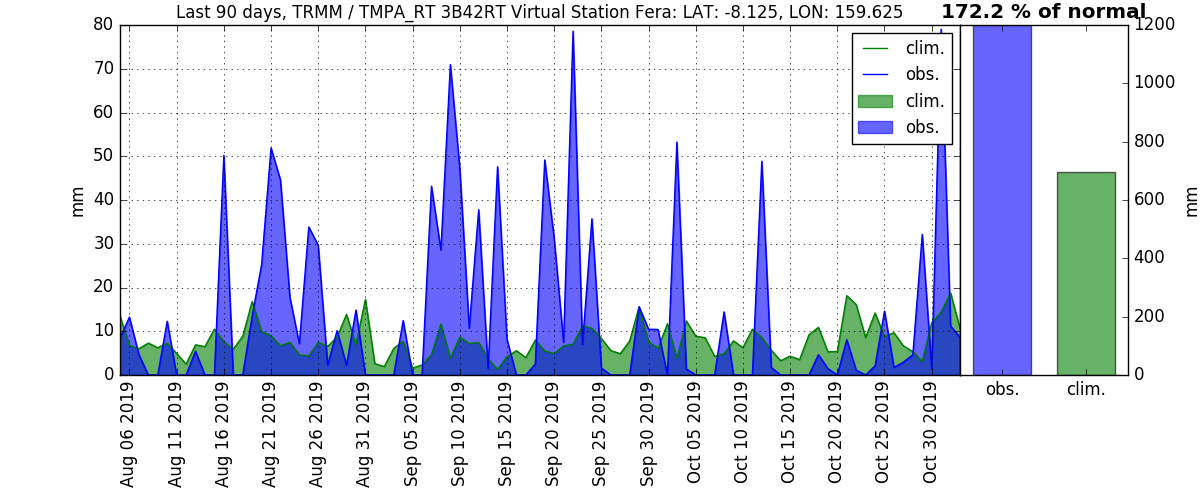 Last 90 days, TRMM / TMPA_RT 3B42RT Virtual Station Fera: LAT: -8.125, LON: 159.625
172.2 % of normal
80
70
60
50
40
30
20
10
0
mm
clim.
obs.
clim.
obs.
1200
1000
800
600
400
200
0
mm
obs.
clim.
Aug 06 2019
Aug 11 2019
Aug 16 2019
Aug 21 2019
Aug 26 2019
Aug 31 2019
Sep 05 2019
Sep 10 2019
Sep 15 2019
Sep 20 2019
Sep 25 2019
Sep 30 2019
Oct 05 2019
Oct 10 2019
Oct 15 2019
Oct 20 2019
Oct 25 2019
Oct 30 2019